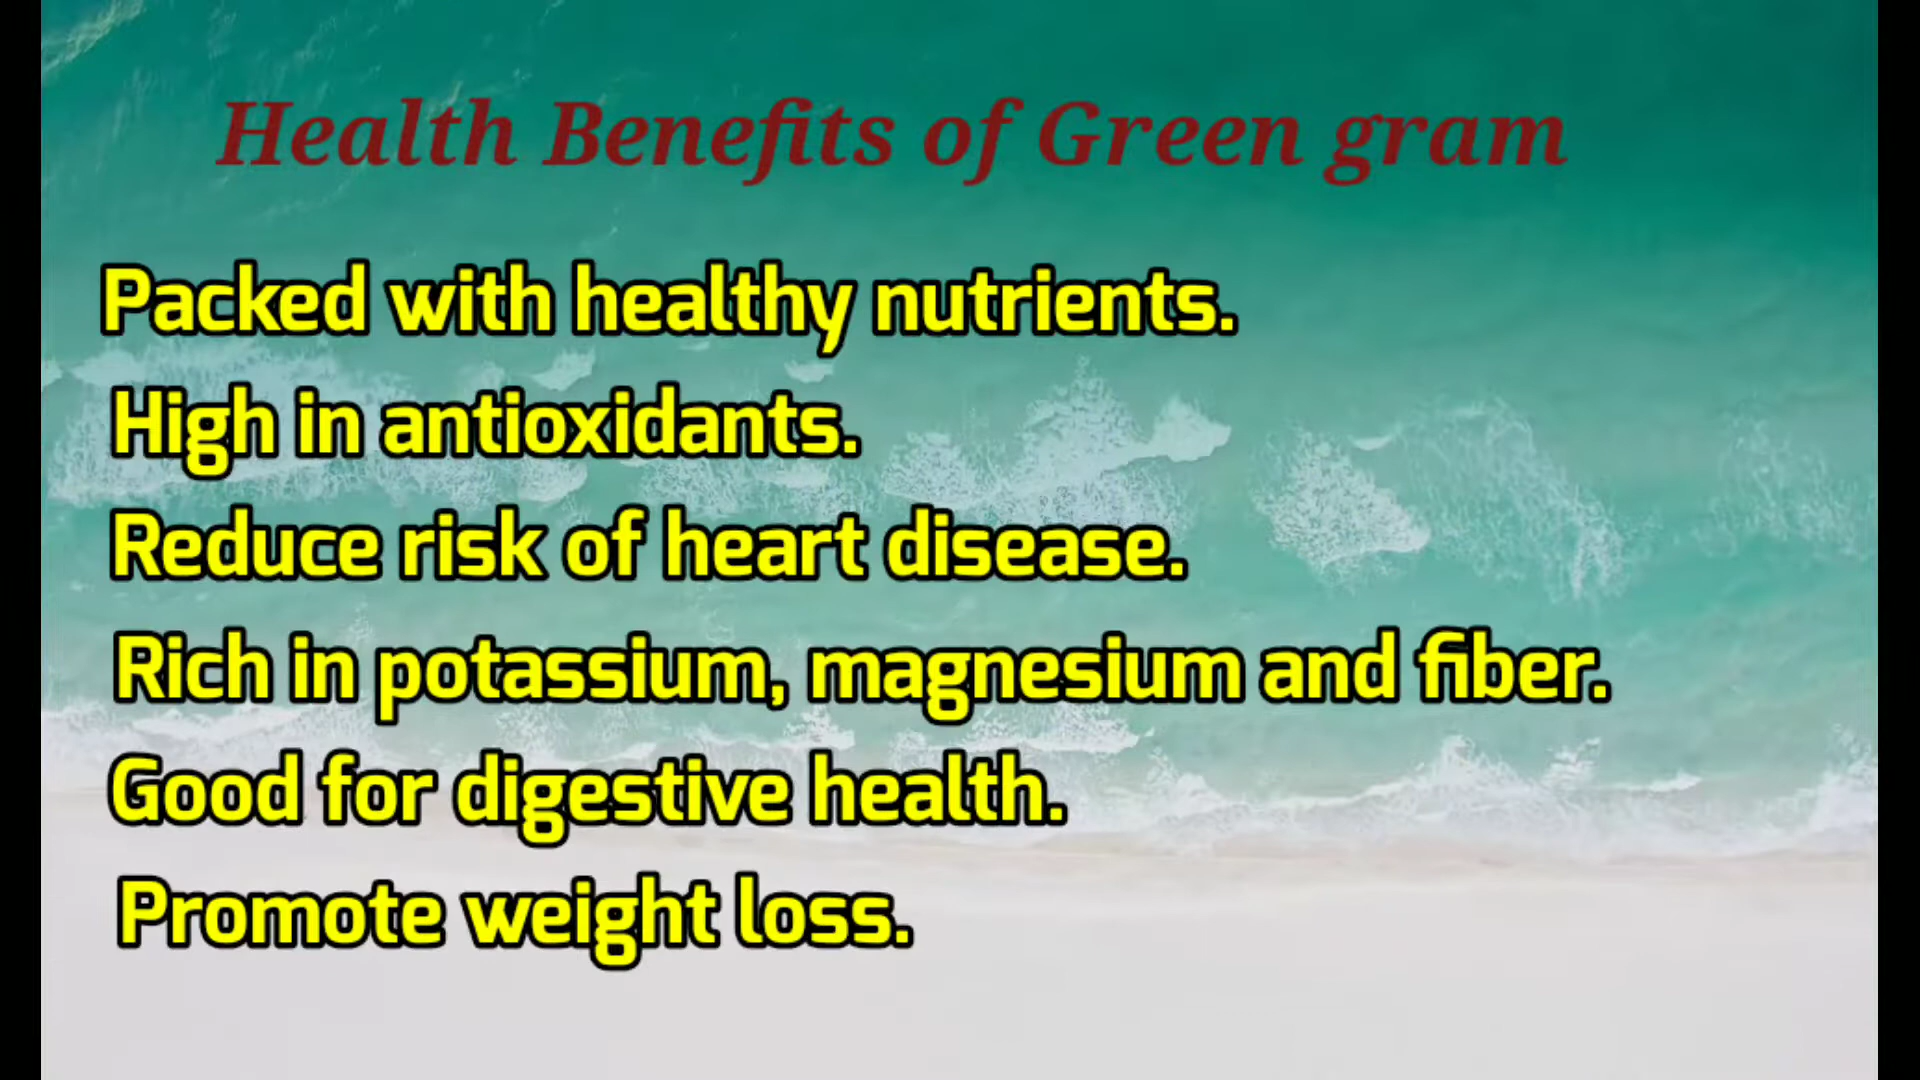 Health Benefits of Green gram
Packed with healthy nutrients.
High in antioxidants.
Reduce risk of heart disease.
Rich in potassium, magnesium and fiber.
Good for digestive health.
Promote weight loss.